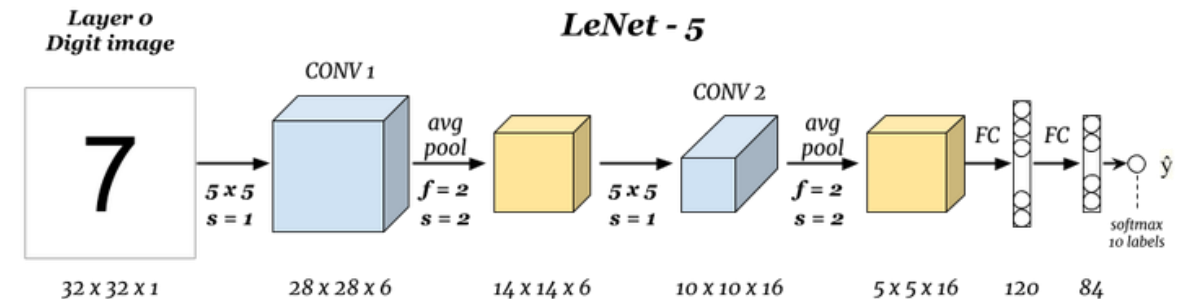 Layer 0
Digit image
LeNet - 5
7
CONV 1
CONV 2
avg
pool
avg
pool
FC
FC
5 x 5
s = 1
f = 2
s = 2
5 x 5
s = 1
f = 2
s = 2
ŷ
softmax
10 labels
32 x 32 x 1
28 x 28 x 6
14 x 14 x 6
10 x 10 x 16
5 x 5 x 16
120
84